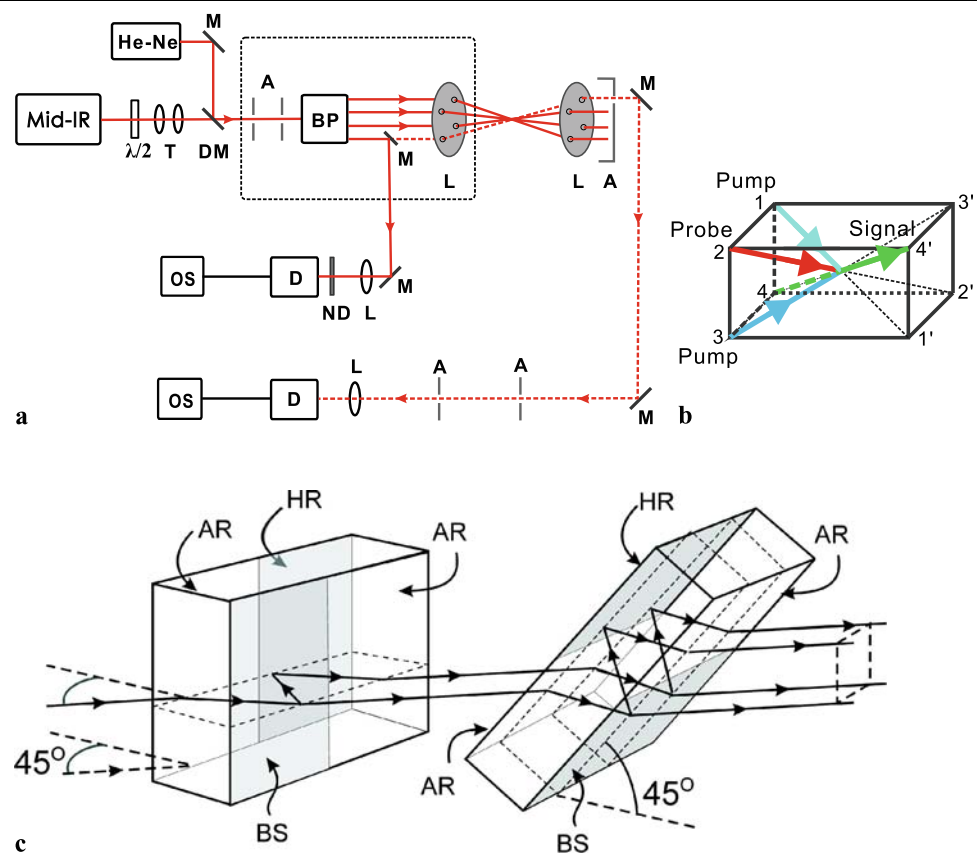 M
He-Ne
A
M
Mid-IR
BP
λ/2 T DM
M
L
L A
OS D
ND L
M
L A A
OS D
M
a
Pump
1
3'
Probe
Signal
2
4'
4
2'
3
1'
Pump
b
HR
AR
AR
HR
AR
45°
AR
BS
45°
BS
c